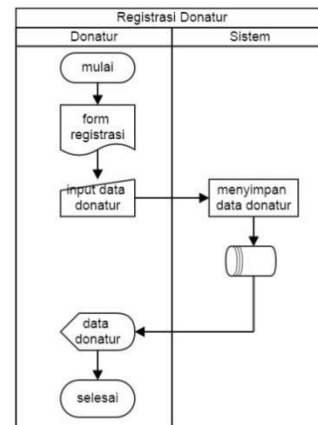 Registrasi Donatur
Donatur
Sistem
mulai
form
registrasi
input data
donatur
menyimpan
data donatur
data
donatur
selesai